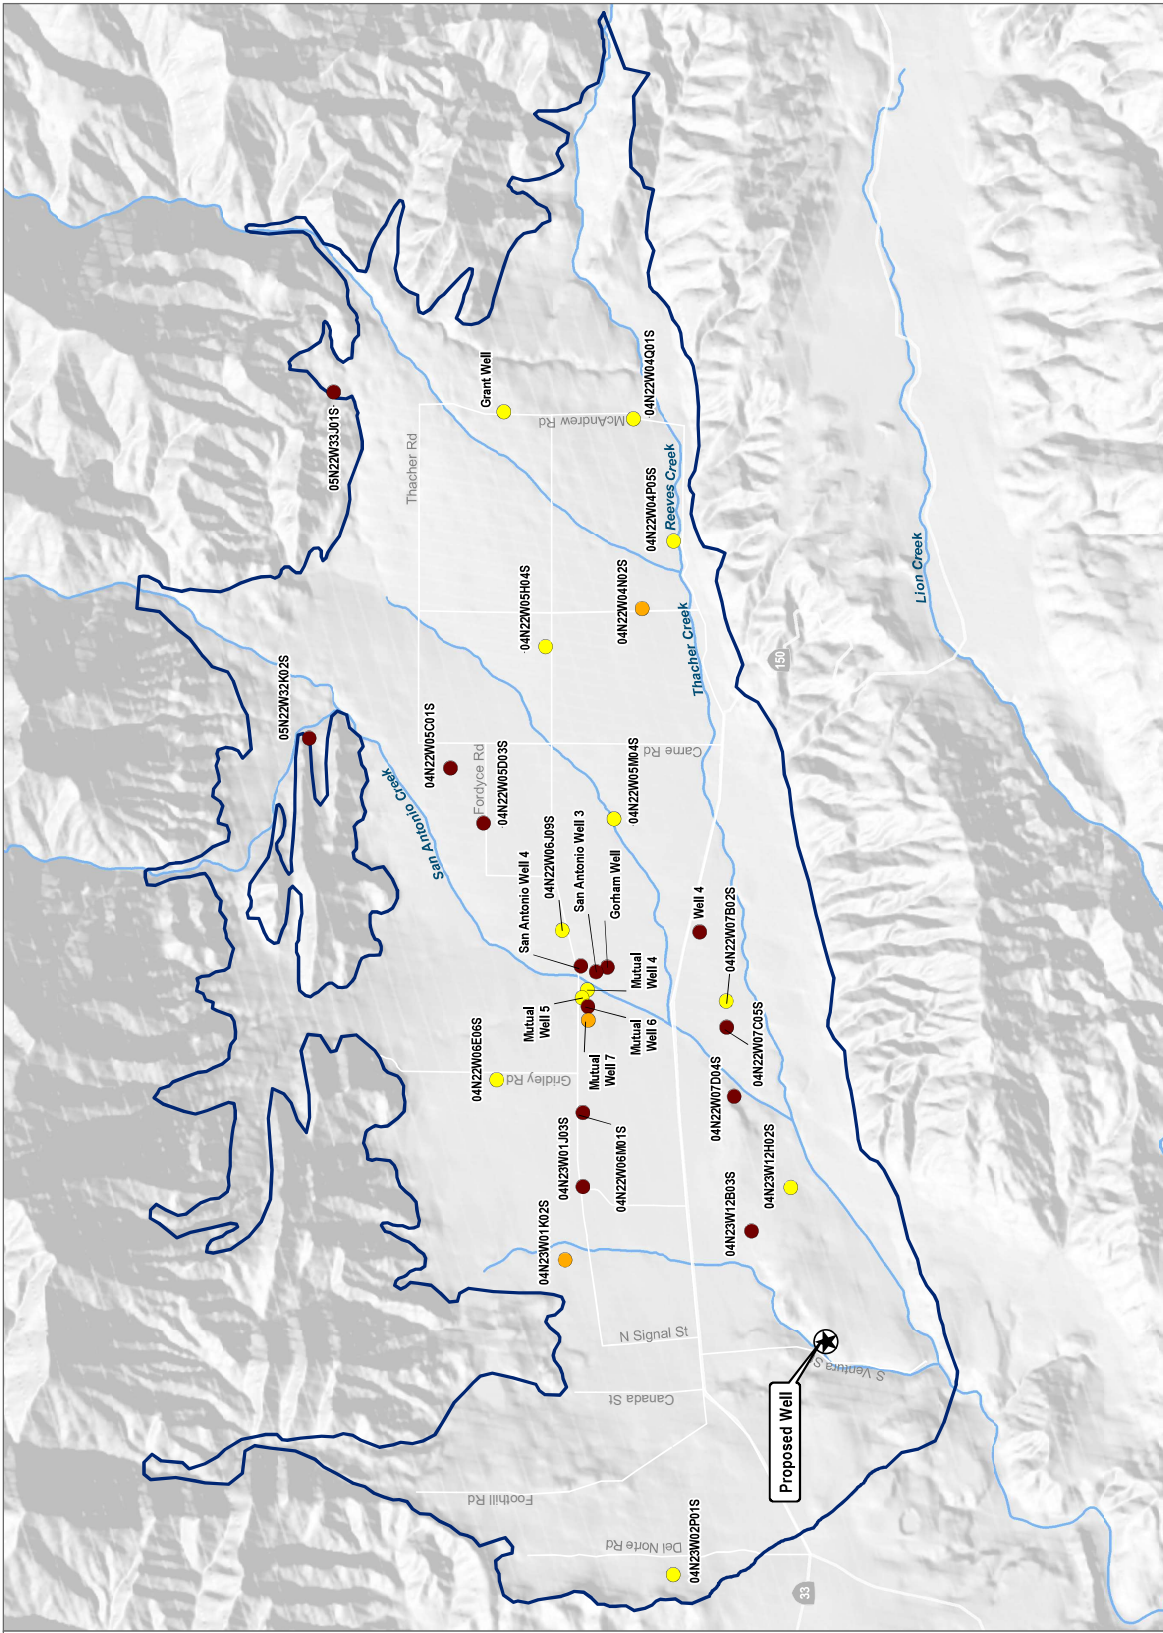 05N22W33J01S
Grant Well
McAndrew Rd
04N22W04Q01S
Thacher Rd
04N22W04P05S
Reeves Creek
Lion Creek
04N22W05H04S
04N22W04N02S
Thacher Creek
150
05N22W32K02S
04N22W05C01S
Fordyce Rd
04N22W05D03S
Carne Rd
San Antonio Creek
04N22W05M04S
San Antonio Well 4
04N22W06J09S
San Antonio Well 3
Gorham Well
Well 4
04N22W07B02S
Mutual
Well 5
Mutual
Well 4
Mutual
Well 6
Mutual
Well 7
04N22W07C05S
04N22W06E06S
Gridley Rd
04N22W07D04S
04N23W01J03S
04N22W06M01S
04N23W12H02S
04N23W12B03S
04N23W01K02S
N Signal St
S Ventura S
Canada St
Proposed Well
Foothill Rd
Del Norte Rd
04N23W02P01S
33